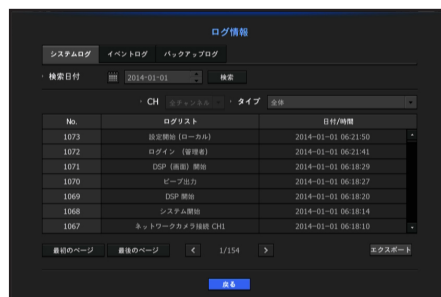 ログ情報
システムログ イベントログ バックアップログ
・検索日付 2014-01-01 検索
・CH 全チャンネル ・タイプ 全体
No. ログリスト 日付/時間
1073 設定開始 (ローカル) 2014-01-01 06:21:50
1072 ログイン (管理者) 2014-01-01 06:21:41
1071 DSP (画面) 開始 2014-01-01 06:18:29
1070 ビープ出力 2014-01-01 06:18:27
1069 DSP 開始 2014-01-01 06:18:20
1068 システム開始 2014-01-01 06:18:14
1067 ネットワークカメラ接続 CH1 2014-01-01 06:18:10
最初のページ 最後のページ < 1/154 > エクスポート
戻る